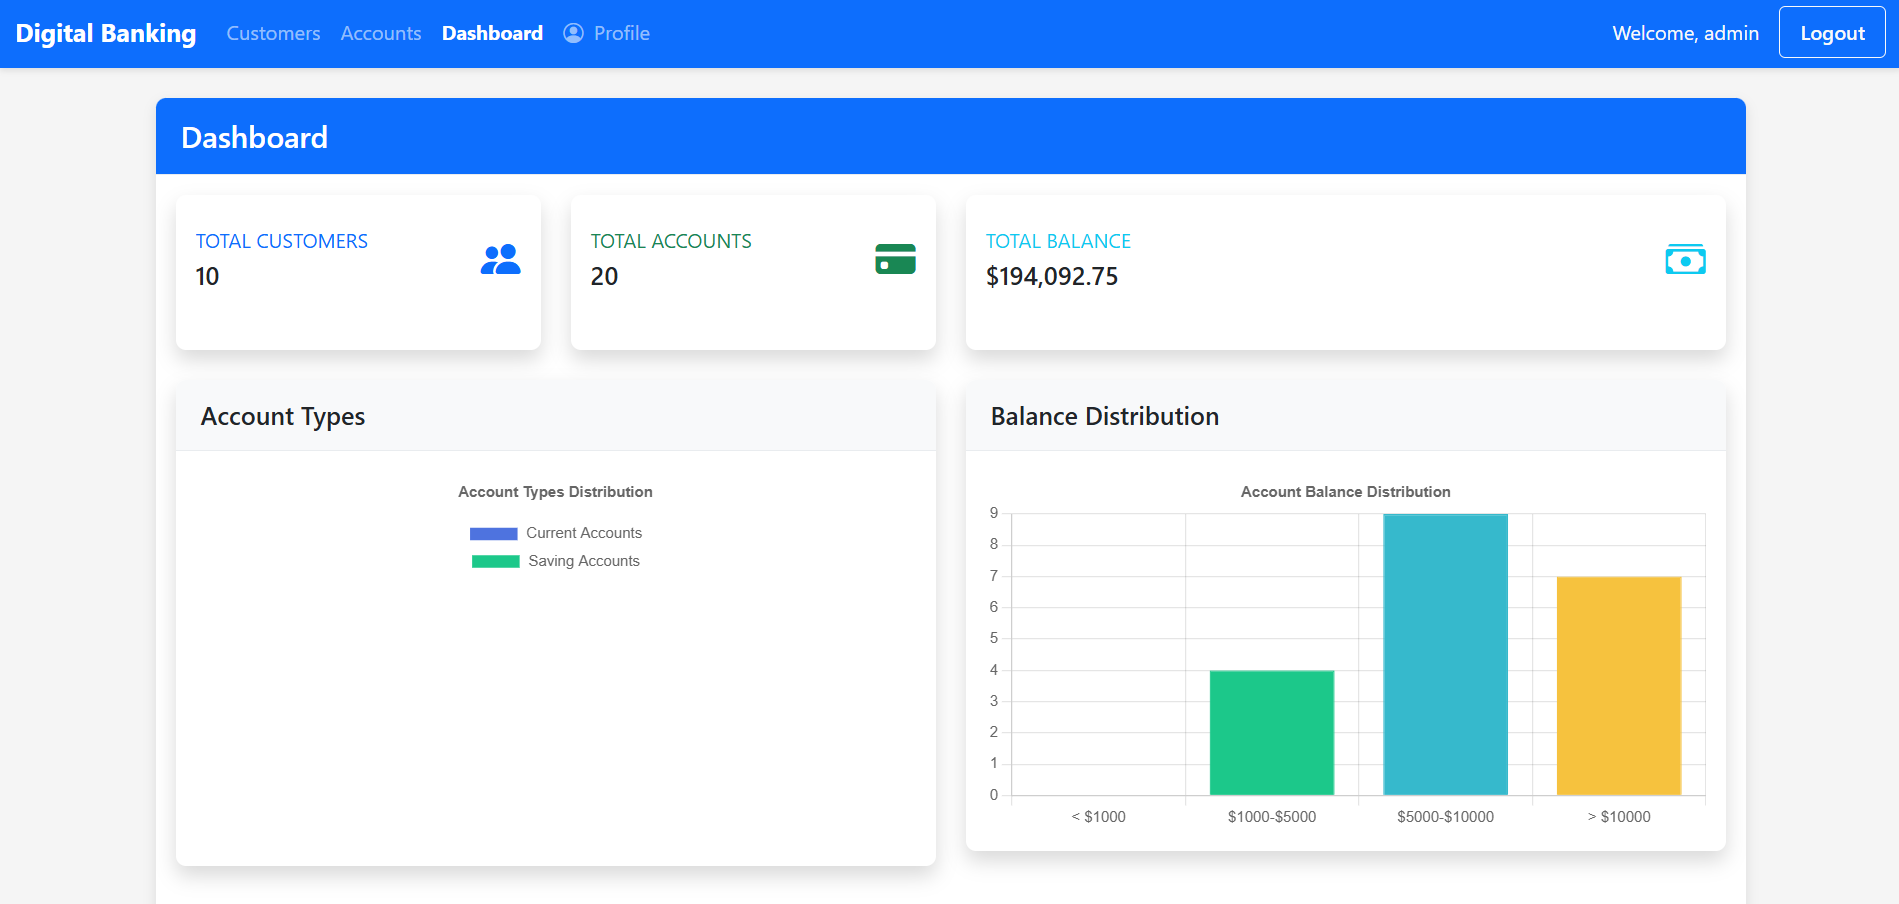 Digital Banking Customers Accounts Dashboard Profile Welcome, admin Logout
Dashboard
TOTAL CUSTOMERS
10
TOTAL ACCOUNTS
20
TOTAL BALANCE
$194,092.75
Account Types
Account Types Distribution
Current Accounts
Saving Accounts
Balance Distribution
Account Balance Distribution
9
8
7
6
5
4
3
2
1
0
< $1000 $1000-$5000 $5000-$10000 > $10000